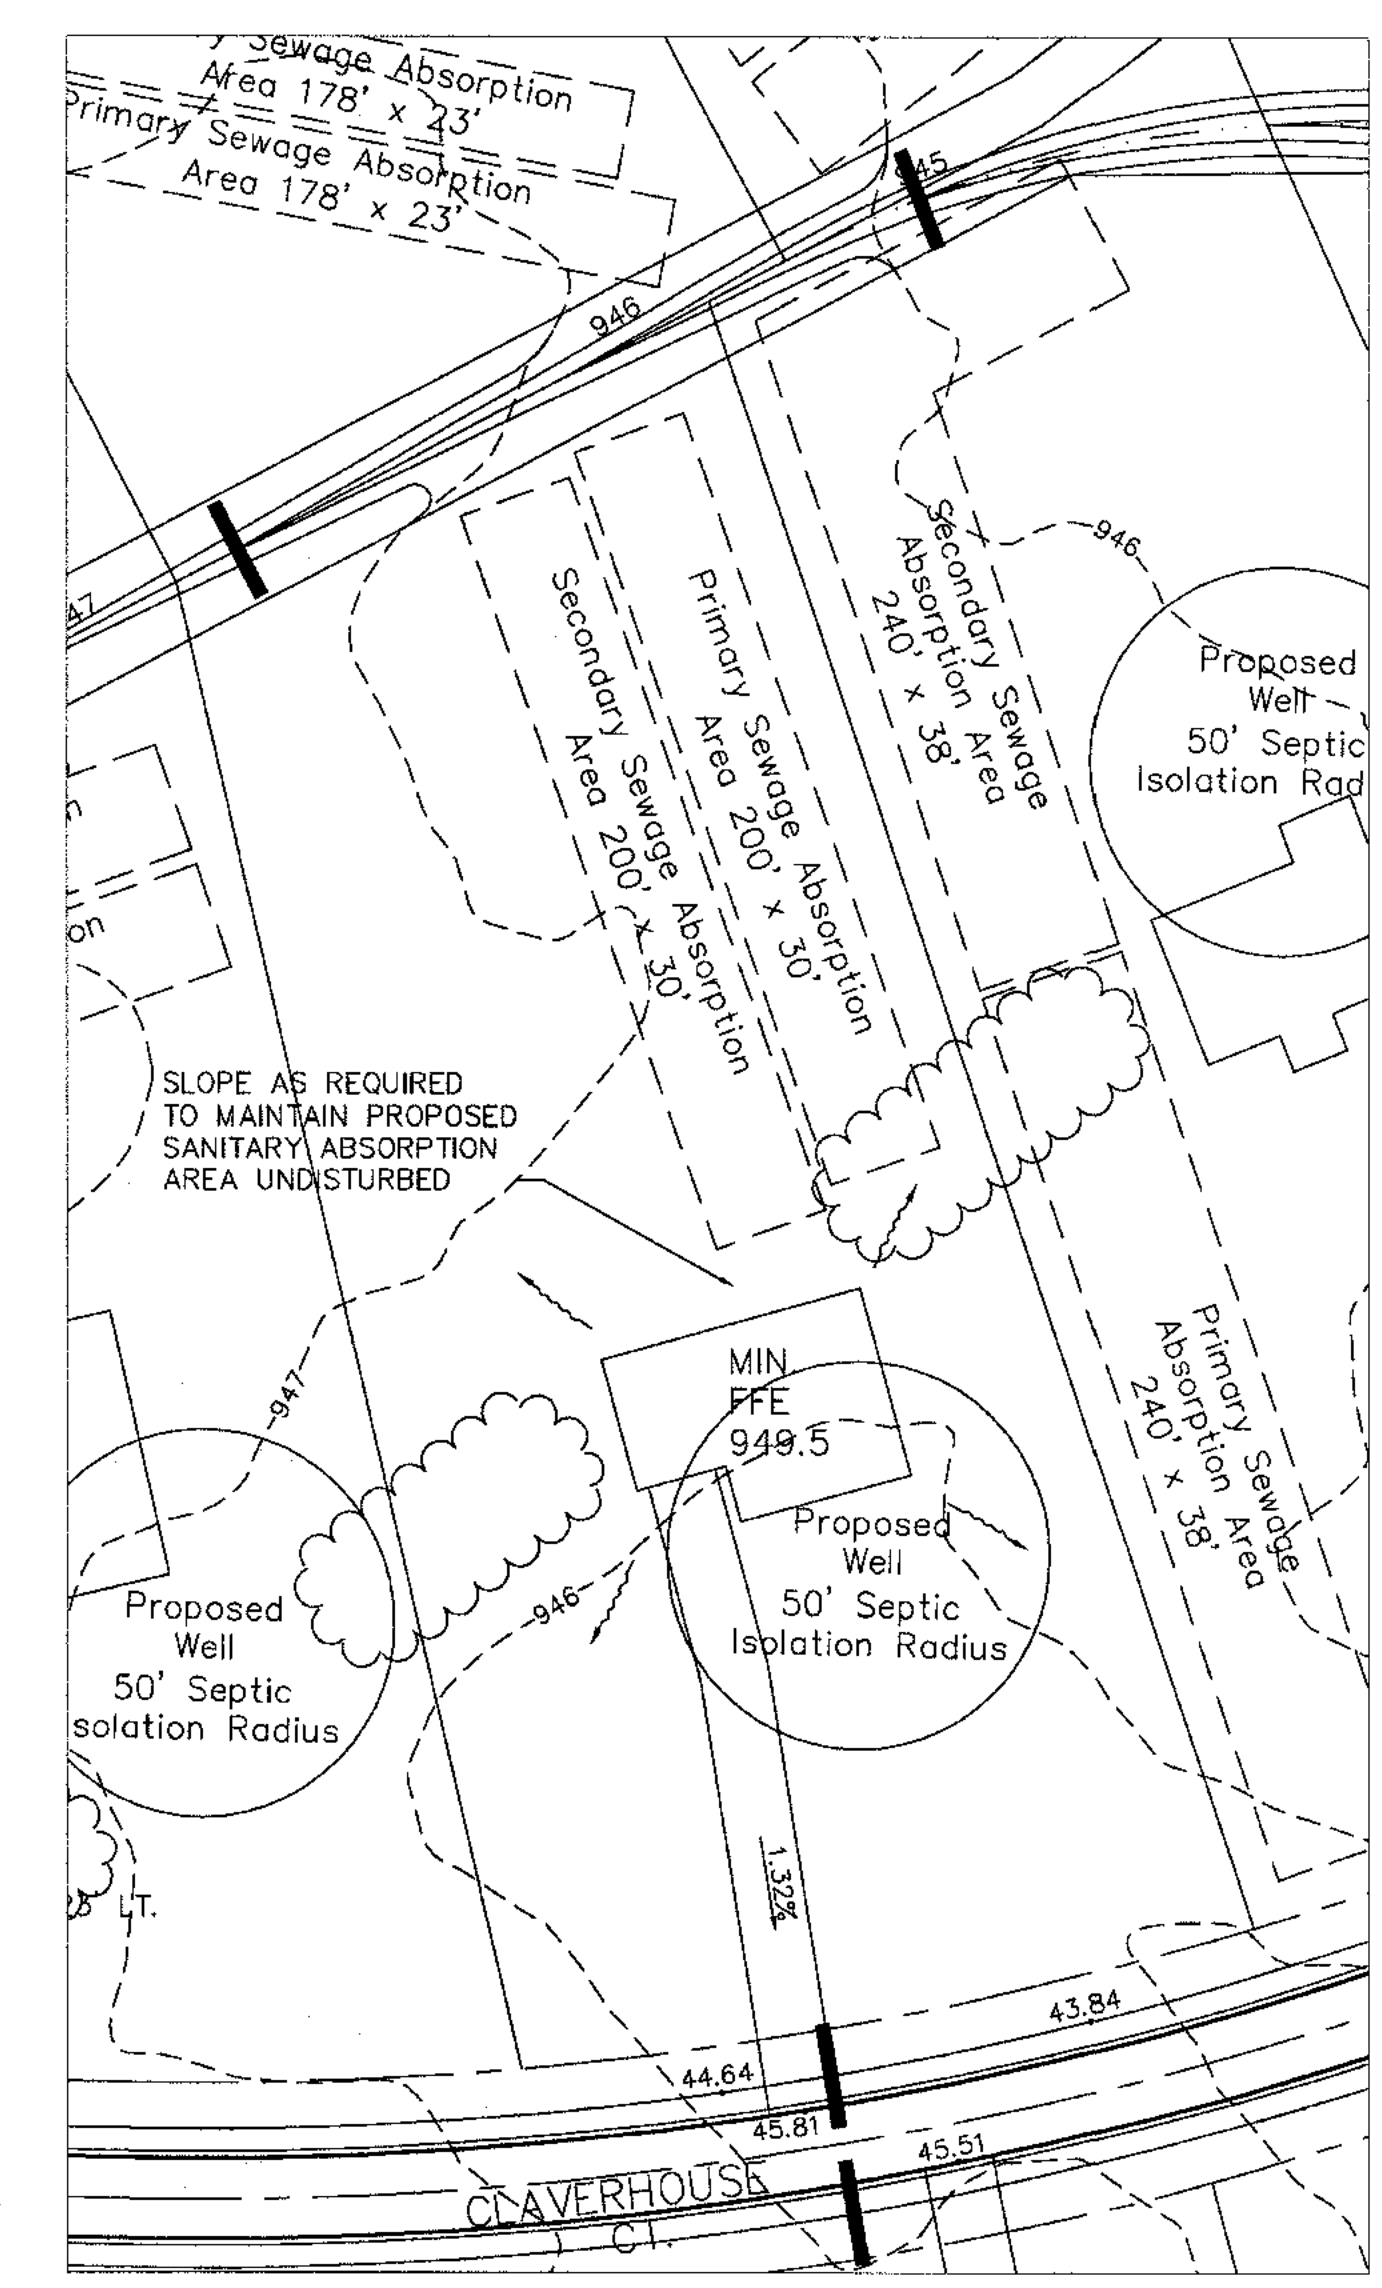 y Sewage Absorption
Area 178' x 23'
Primary Sewage Absorption
Area 178' x 23'
945
946
47
Secondary Sewage Absorption
Area 200' x 30'
Primary Sewage Absorption
Area 200' x 30'
Secondary Sewage
Absorption Area
240' x 38'
946
Proposed
Well
50' Septic
Isolation Rad
n
on
SLOPE AS REQUIRED
TO MAINTAIN PROPOSED
SANITARY ABSORPTION
AREA UNDISTURBED
947
MIN.
FFE
949.5
Proposed
Well
50' Septic
Isolation Radius
Primary Sewage
Absorption Area
240' x 38'
946
Proposed
Well
50' Septic
solation Radius
LT.
1.32%
43.84
44.64
45.81
45.51
CLAVERHOUSE
CT.